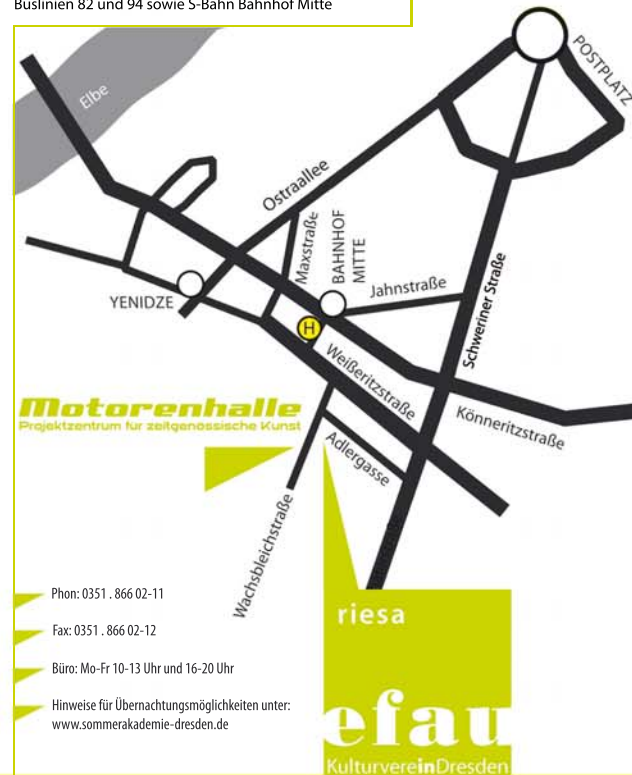 Buslinien 82 und 94 sowie S-Bahn Bahnhof Mitte
POSTPLATZ
Elbe
Ostraallee
Maxstraße
BAHNHOF
MITTE
Jahnstraße
YENIDZE
Schweriner Straße
H
Weißeritzstraße
Könneritzstraße
Motorenhalle
Projektzentrum für zeitgenössische Kunst
Adlergasse
Wachsbleichstraße
Phon: 0351 . 866 02-11
Fax: 0351 . 866 02-12
Büro: Mo-Fr 10-13 Uhr und 16-20 Uhr
Hinweise für Übernachtungsmöglichkeiten unter:
www.sommerakademie-dresden.de
riesa
efau
KulturvereinDresden